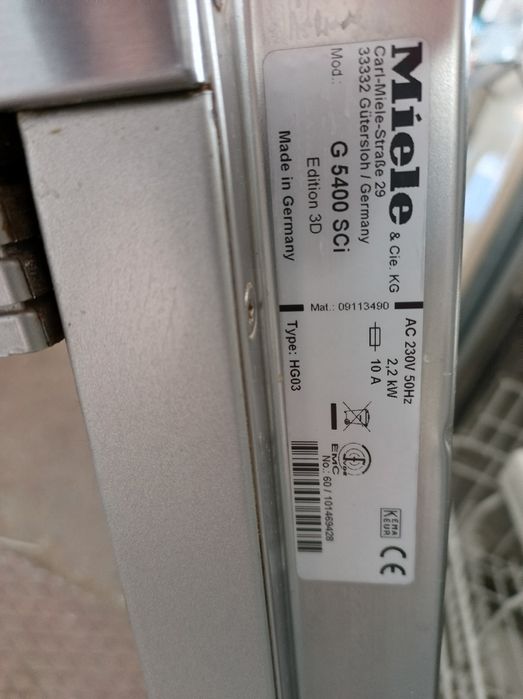 Miele & Cie. KG
Carl-Miele-Straße 29
33332 Gütersloh / Germany
Mod.: G 5400 SCi
Edition 3D
Made in Germany
Mat.: 09113490
AC 230V 50Hz
2,2 kW
10 A
Type: HG03
EMC
No.: 60 / 101469428
KEMA
KEUR
CE